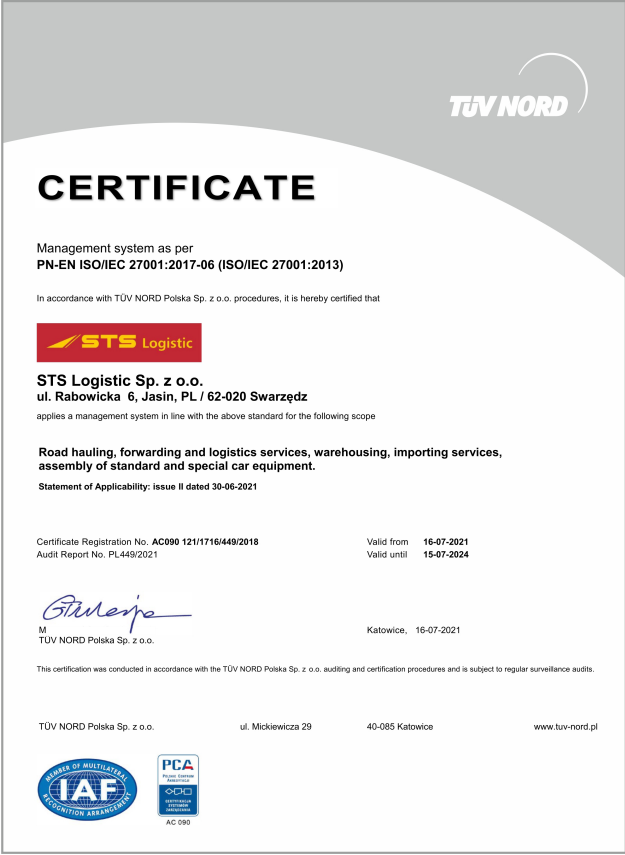 TÜV NORD
CERTIFICATE
Management system as per
PN-EN ISO/IEC 27001:2017-06 (ISO/IEC 27001:2013)
In accordance with TÜV NORD Polska Sp. z o.o. procedures, it is hereby certified that
STS Logistic
STS Logistic Sp. z o.o.
ul. Rabowicka 6, Jasin, PL / 62-020 Swarzędz
applies a management system in line with the above standard for the following scope
Road hauling, forwarding and logistics services, warehousing, importing services,
assembly of standard and special car equipment.
Statement of Applicability: issue II dated 30-06-2021
Certificate Registration No. AC090 121/1716/449/2018 Valid from 16-07-2021
Audit Report No. PL449/2021 Valid until 15-07-2024
M Katowice, 16-07-2021
TÜV NORD Polska Sp. z o.o.
This certification was conducted in accordance with the TÜV NORD Polska Sp. z o.o. auditing and certification procedures and is subject to regular surveillance audits.
TÜV NORD Polska Sp. z o.o. ul. Mickiewicza 29 40-085 Katowice www.tuv-nord.pl
MEMBER OF MULTILATERAL
IAF
RECOGNITION ARRANGEMENT
PCA
POLSKIE CENTRUM
AKREDYTACJI
CERTYFIKACJA
SYSTEMÓW
ZARZĄDZANIA
AC 090